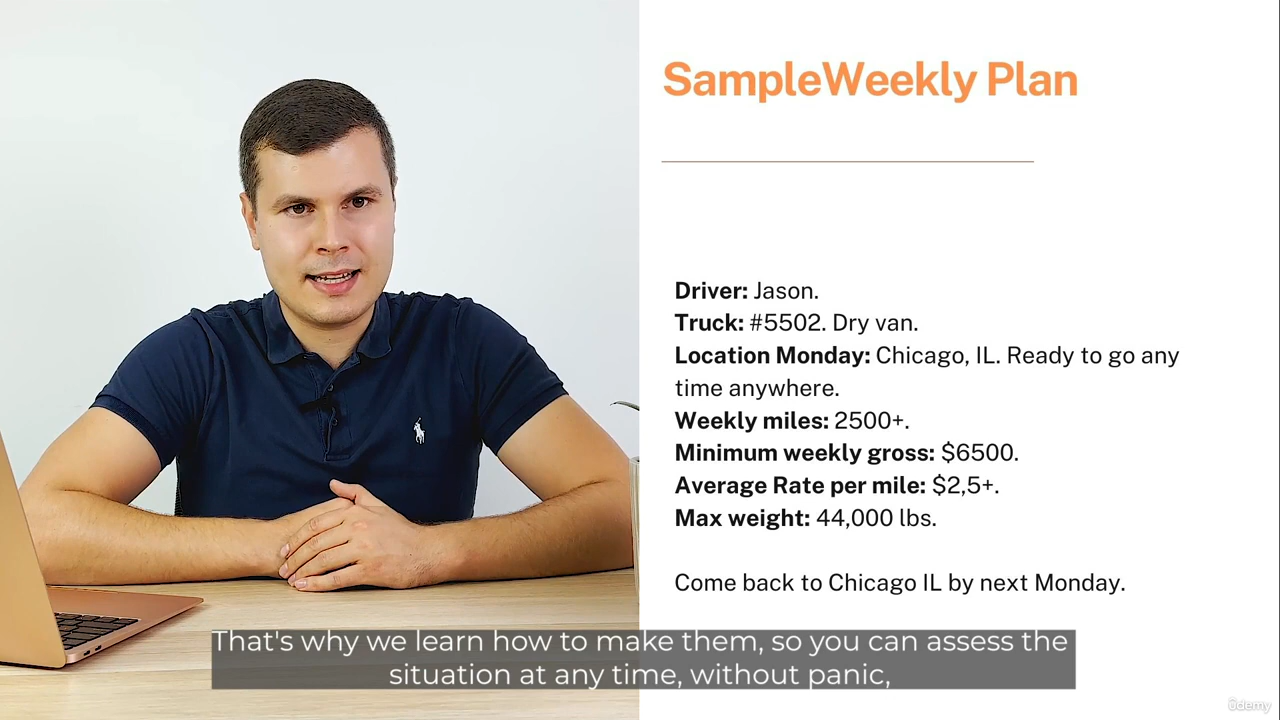 SampleWeekly Plan
Driver: Jason.
Truck: #5502. Dry van.
Location Monday: Chicago, IL. Ready to go any
time anywhere.
Weekly miles: 2500+.
Minimum weekly gross: $6500.
Average Rate per mile: $2,5+.
Max weight: 44,000 lbs.
Come back to Chicago IL by next Monday.
That's why we learn how to make them, so you can assess the
situation at any time, without panic,
ûdemy